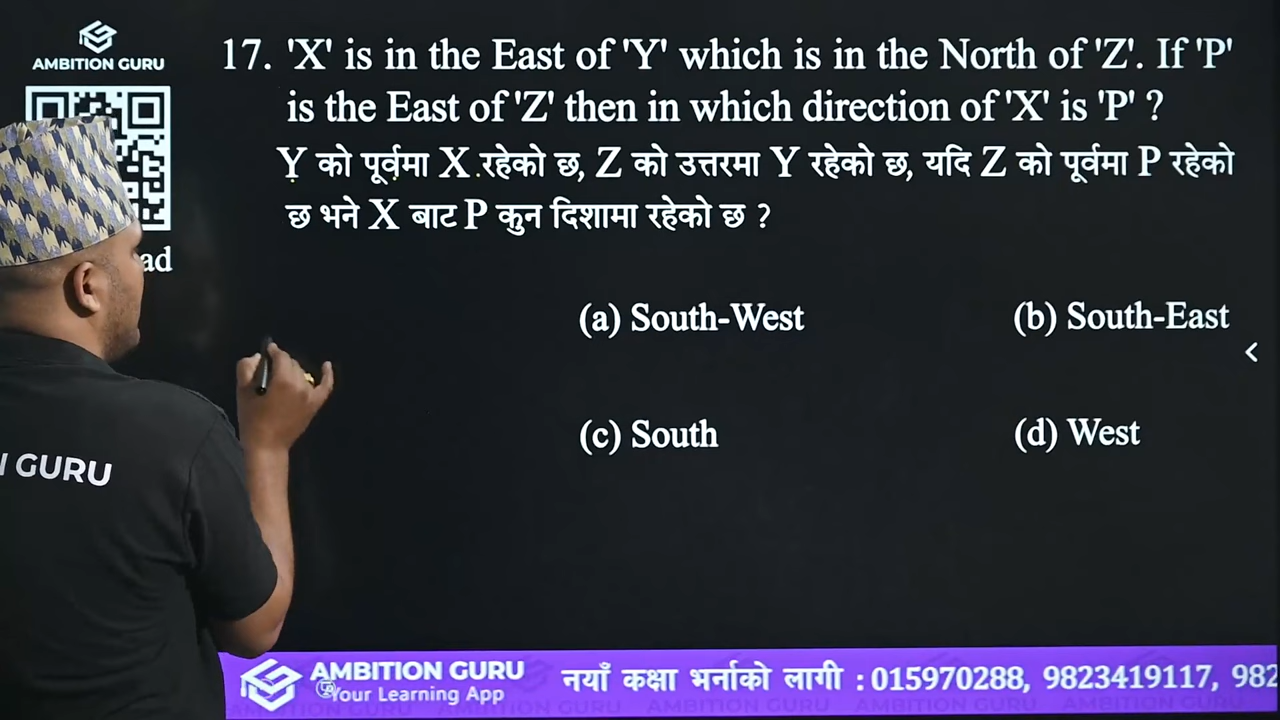 AMBITION GURU
17. 'X' is in the East of 'Y' which is in the North of 'Z'. If 'P'
is the East of 'Z' then in which direction of 'X' is 'P' ?
Y को पूर्वमा X रहेको छ, Z को उत्तरमा Y रहेको छ, यदि Z को पूर्वमा P रहेको
छ भने X बाट P कुन दिशामा रहेको छ ?
ad
(a) South-West
(b) South-East
(c) South
(d) West
N GURU
AMBITION GURU
Your Learning App
नयाँ कक्षा भर्नाको लागी : 015970288, 9823419117, 982